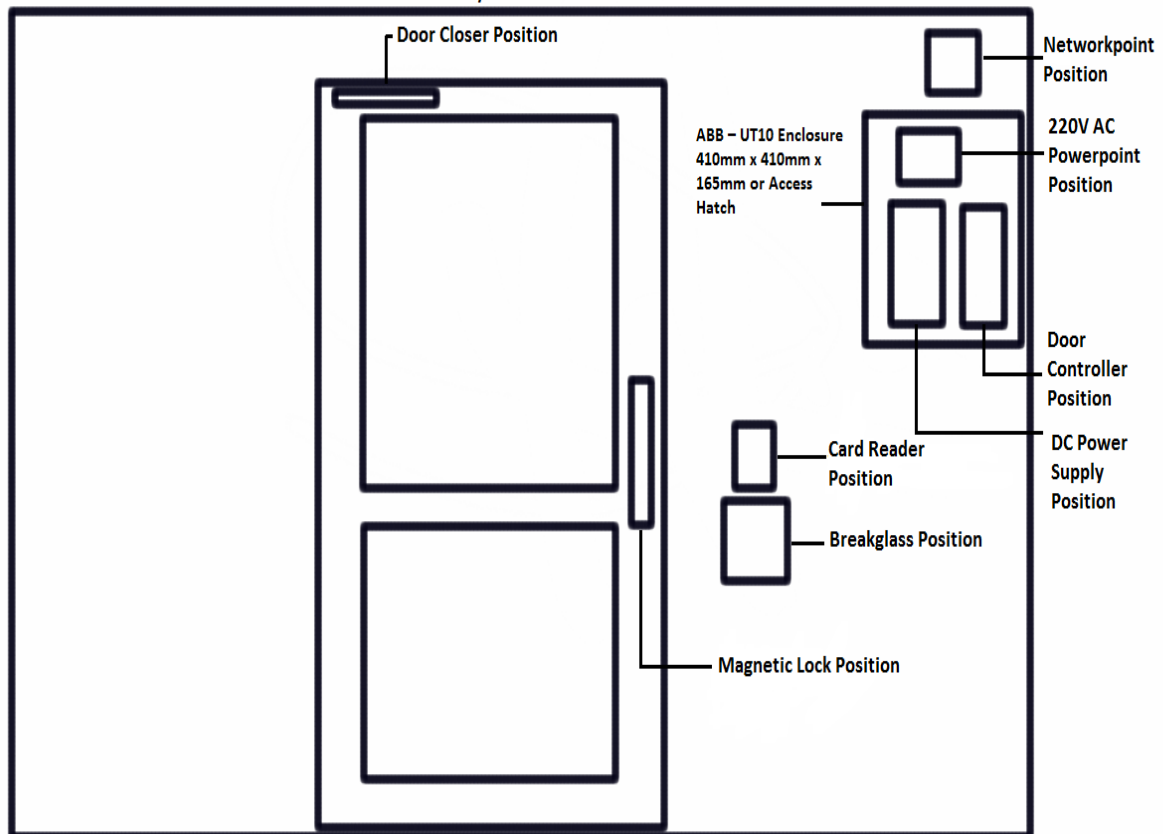 Door Closer Position
Networkpoint
Position
ABB – UT10 Enclosure
410mm x 410mm x
165mm or Access
Hatch
220V AC
Powerpoint
Position
Door
Controller
Position
DC Power
Supply
Position
Card Reader
Position
Breakglass Position
Magnetic Lock Position